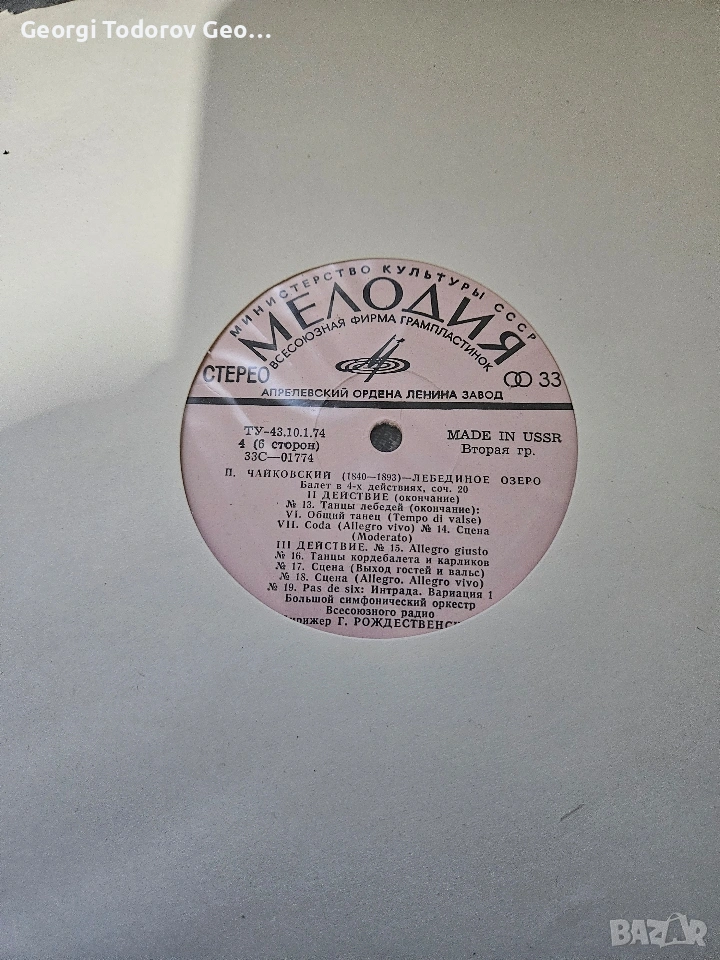 Georgi Todorov Geo...
МИНИСТЕРСТВО КУЛЬТУРЫ СССР
МЕЛОДИЯ
ВСЕСОЮЗНАЯ ФИРМА ГРАМПЛАСТИНОК
СТЕРЕО
33
АПРЕЛЕВСКИЙ ОРДЕНА ЛЕНИНА ЗАВОД
ТУ-43.10.1.74
MADE IN USSR
4 (6 сторон)
Вторая гр.
33С—01774
П. ЧАЙКОВСКИЙ (1840—1893)—ЛЕБЕДИНОЕ ОЗЕРО
Балет в 4-х действиях, соч. 20
II ДЕЙСТВИЕ (окончание)
№ 13. Танцы лебедей (окончание):
VI. Общий танец (Tempo di valse)
VII. Coda (Allegro vivo) № 14. Сцена
(Moderato)
III ДЕЙСТВИЕ. № 15. Allegro giusto
№ 16. Танцы кордебалета и карликов
№ 17. Сцена (Выход гостей и вальс)
№ 18. Сцена (Allegro. Allegro vivo)
№ 19. Pas de six: Интрада. Вариация 1
Большой симфонический оркестр
Всесоюзного радио
ирижер Г. РОЖДЕСТВЕНС
BAZAR